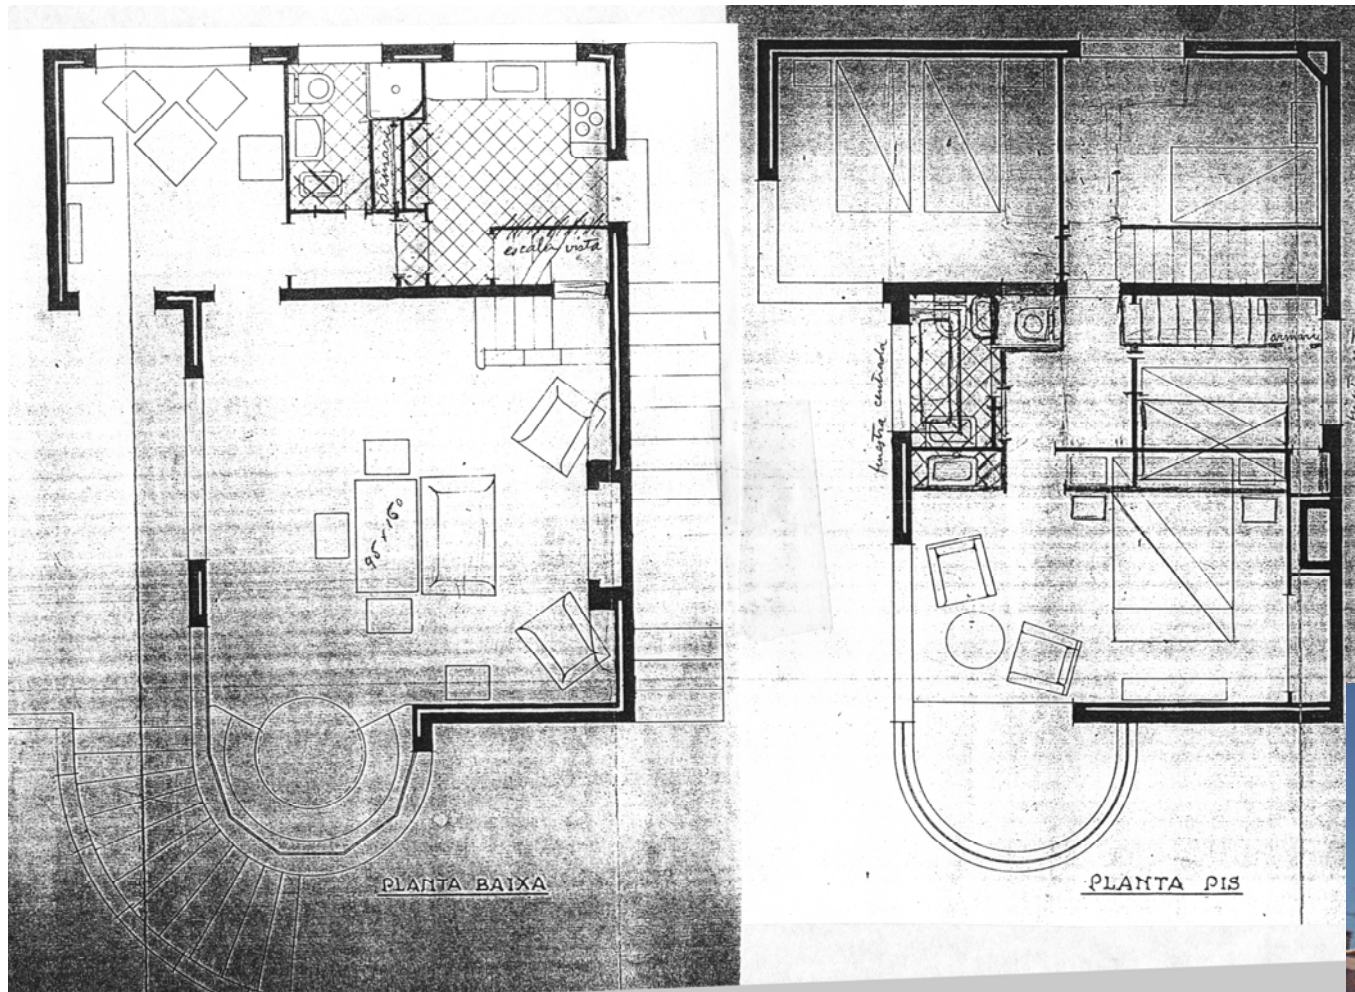 armari
escala vista
95 x 160
PLANTA BAIXA
armari
finestra centrada
PLANTA PIS